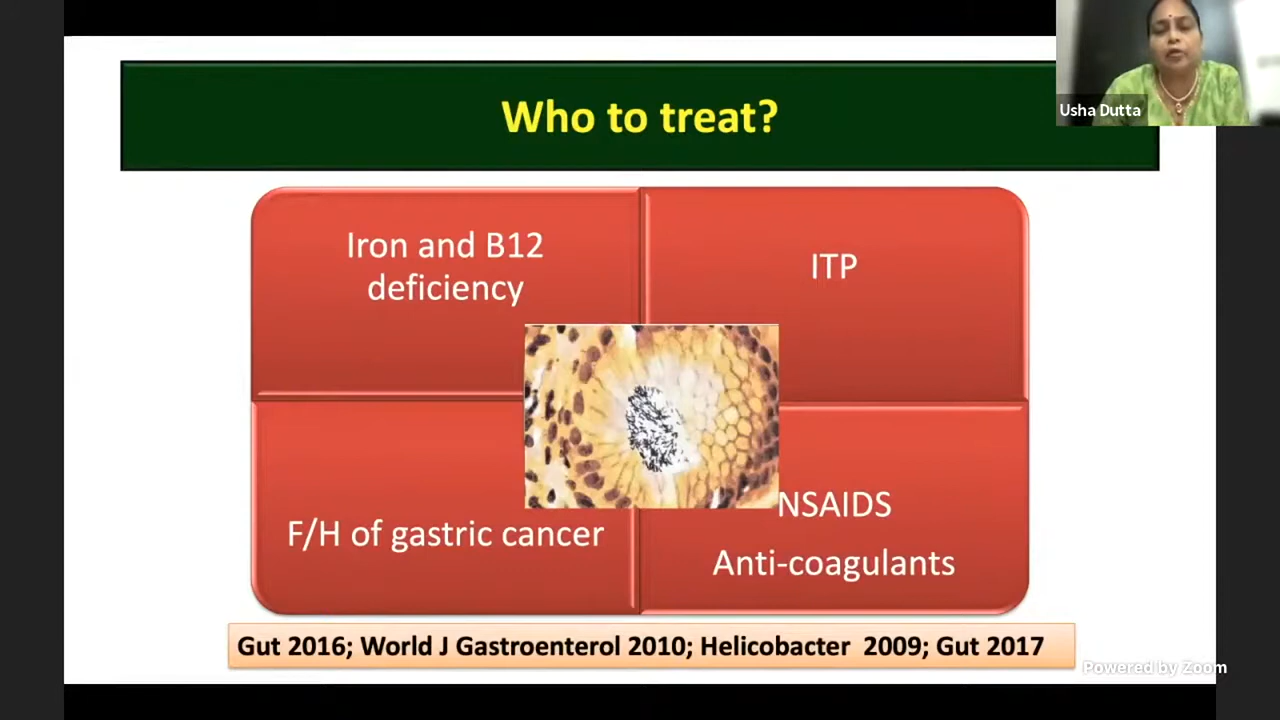 Who to treat?
Usha Dutta
Iron and B12
deficiency
ITP
F/H of gastric cancer
NSAIDS
Anti-coagulants
Gut 2016; World J Gastroenterol 2010; Helicobacter 2009; Gut 2017
Powered by Zoom